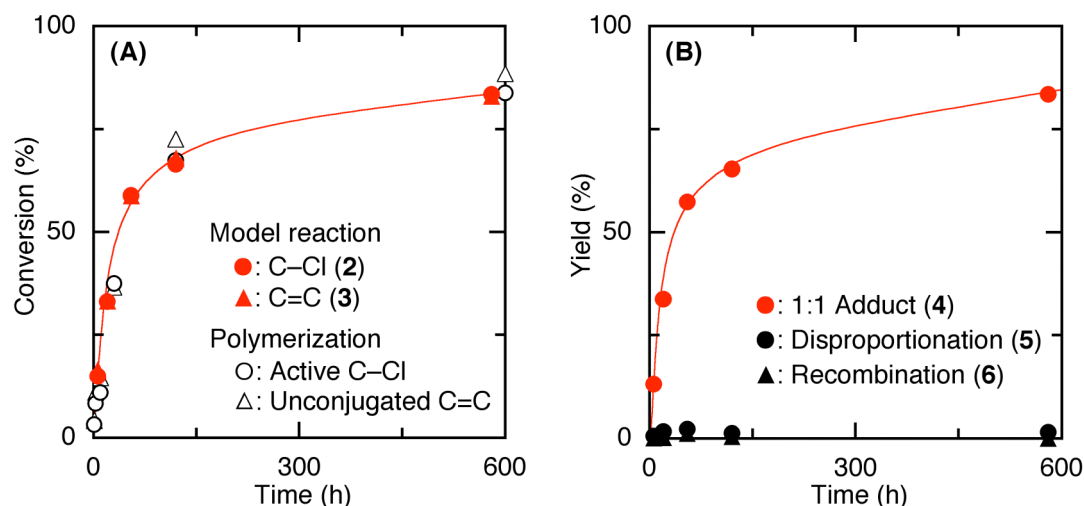 (A)
100
50
0
Conversion (%)
Model reaction
: C–Cl (2)
: C=C (3)
Polymerization
: Active C–Cl
: Unconjugated C=C
0
300
600
Time (h)
(B)
100
50
0
Yield (%)
: 1:1 Adduct (4)
: Disproportionation (5)
: Recombination (6)
0
300
600
Time (h)